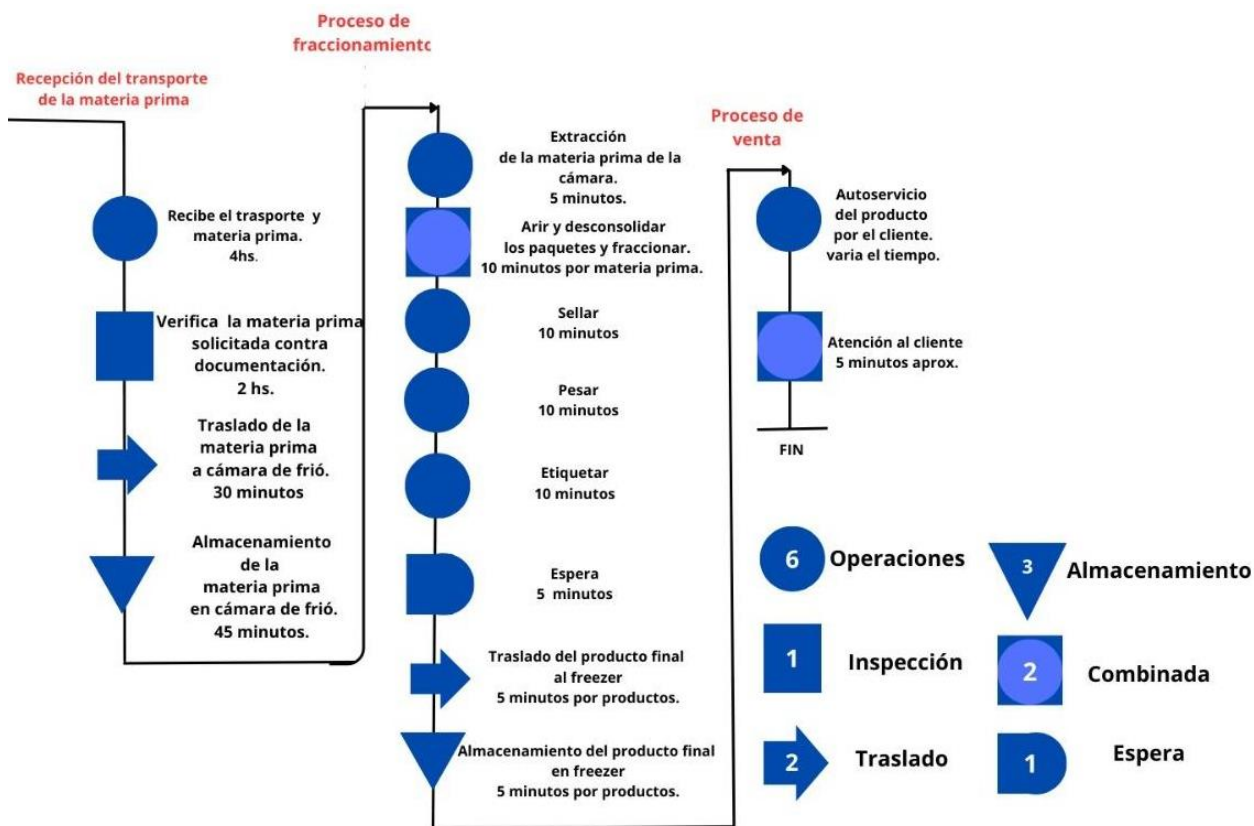 Recepción del transporte
de la materia prima
Recibe el trasporte y
materia prima.
4hs.
Verifica la materia prima
solicitada contra
documentación.
2 hs.
Traslado de la
materia prima
a cámara de frió.
30 minutos
Almacenamiento
de la
materia prima
en cámara de frió.
45 minutos.
Proceso de
fraccionamiento
Extracción
de la materia prima de la
cámara.
5 minutos.
Arir y desconsolidar
los paquetes y fraccionar.
10 minutos por materia prima.
Sellar
10 minutos
Pesar
10 minutos
Etiquetar
10 minutos
Espera
5 minutos
Traslado del producto final
al freezer
5 minutos por productos.
Almacenamiento del producto final
en freezer
5 minutos por productos.
Proceso de
venta
Autoservicio
del producto
por el cliente.
varia el tiempo.
Atención al cliente
5 minutos aprox.
FIN
6 Operaciones
3 Almacenamiento
1 Inspección
2 Combinada
2 Traslado
1 Espera